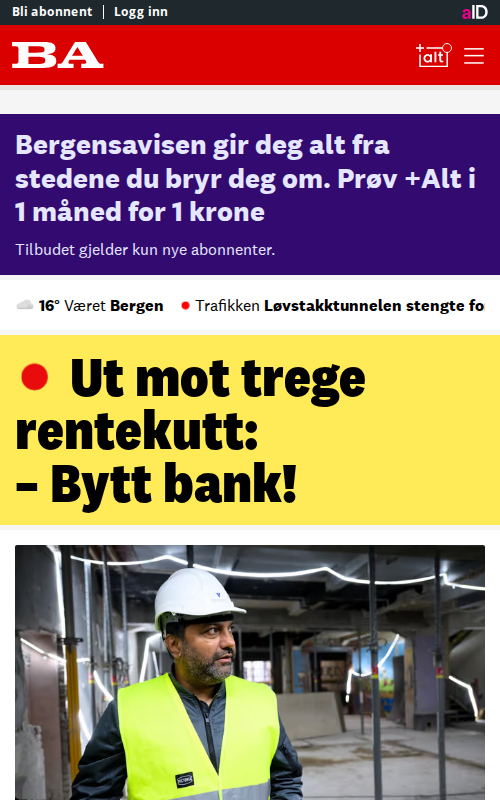 Bli abonnent | Logg inn
aID
BA
+alt
Bergensavisen gir deg alt fra
stedene du bryr deg om. Prøv +Alt i
1 måned for 1 krone
Tilbudet gjelder kun nye abonnenter.
16° Været Bergen Trafikken Løvstakktunnelen stengte for
Ut mot trege
rentekutt:
– Bytt bank!